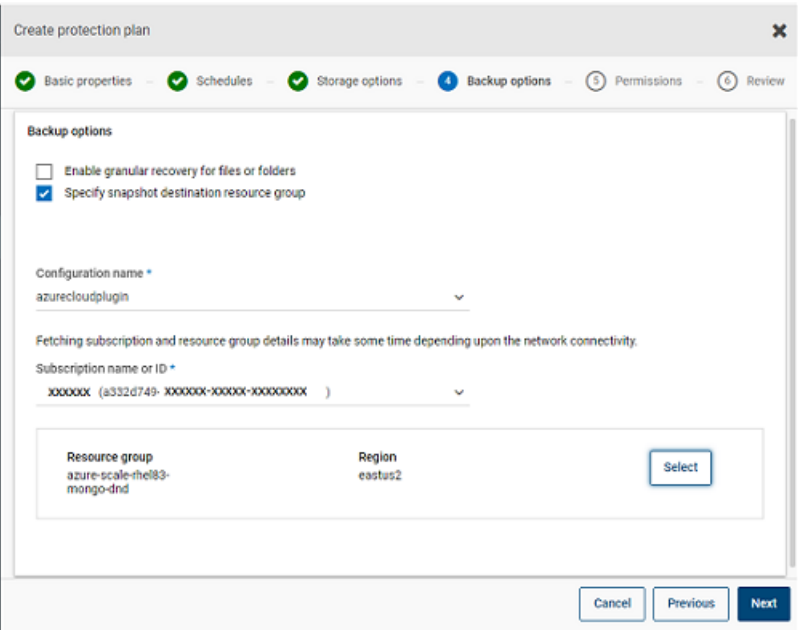 Create protection plan
Basic properties
Schedules
Storage options
4 Backup options
5 Permissions
6 Review
Backup options
Enable granular recovery for files or folders
Specify snapshot destination resource group
Configuration name *
azurecloudplugin
Fetching subscription and resource group details may take some time depending upon the network connectivity.
Subscription name or ID *
XXXXXX (a332d749- XXXXXX-XXXXX-XXXXXXXX )
Resource group
azure-scale-rhel83-
mongo-dnd
Region
eastus2
Select
Cancel
Previous
Next